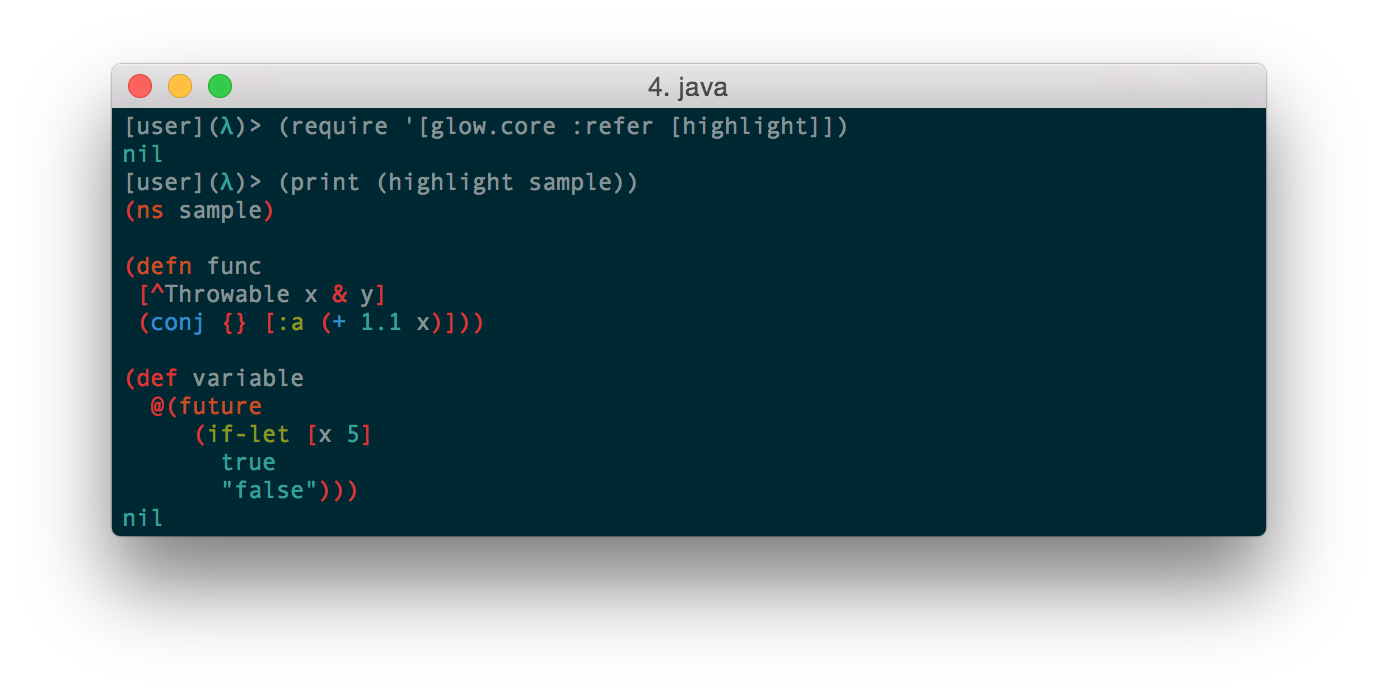 4. java
[user](λ)> (require '[glow.core :refer [highlight]])
nil
[user](λ)> (print (highlight sample))
(ns sample)

(defn func
 [^Throwable x & y]
 (conj {} [:a (+ 1.1 x)]))

(def variable
  @(future
     (if-let [x 5]
       true
       "false")))
nil